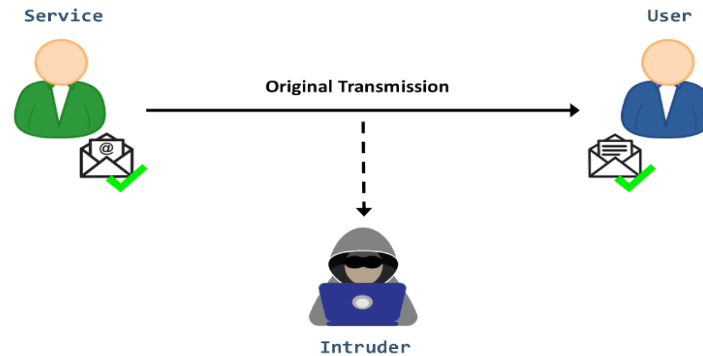 Service
User
Original Transmission
@
Intruder